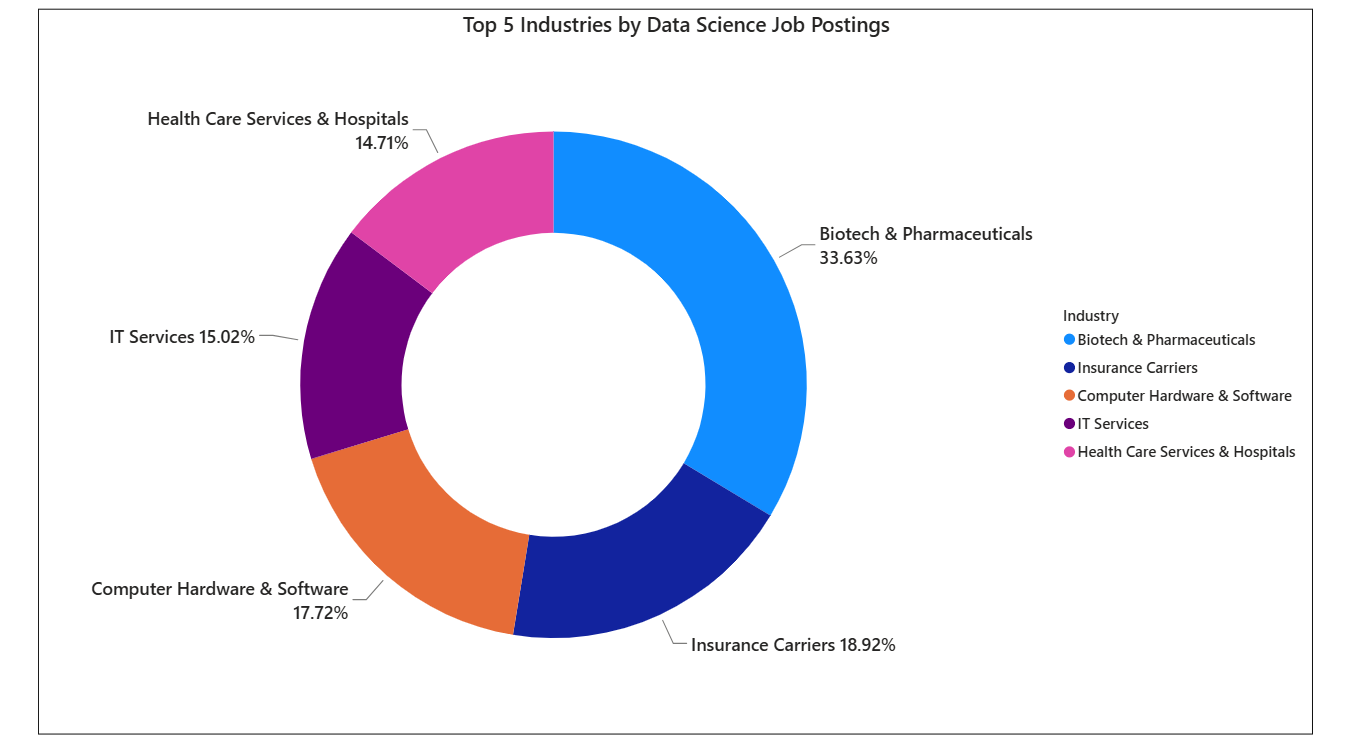 Top 5 Industries by Data Science Job Postings
Health Care Services & Hospitals
14.71%
Biotech & Pharmaceuticals
33.63%
IT Services 15.02%
Computer Hardware & Software
17.72%
Insurance Carriers 18.92%
Industry
Biotech & Pharmaceuticals
Insurance Carriers
Computer Hardware & Software
IT Services
Health Care Services & Hospitals